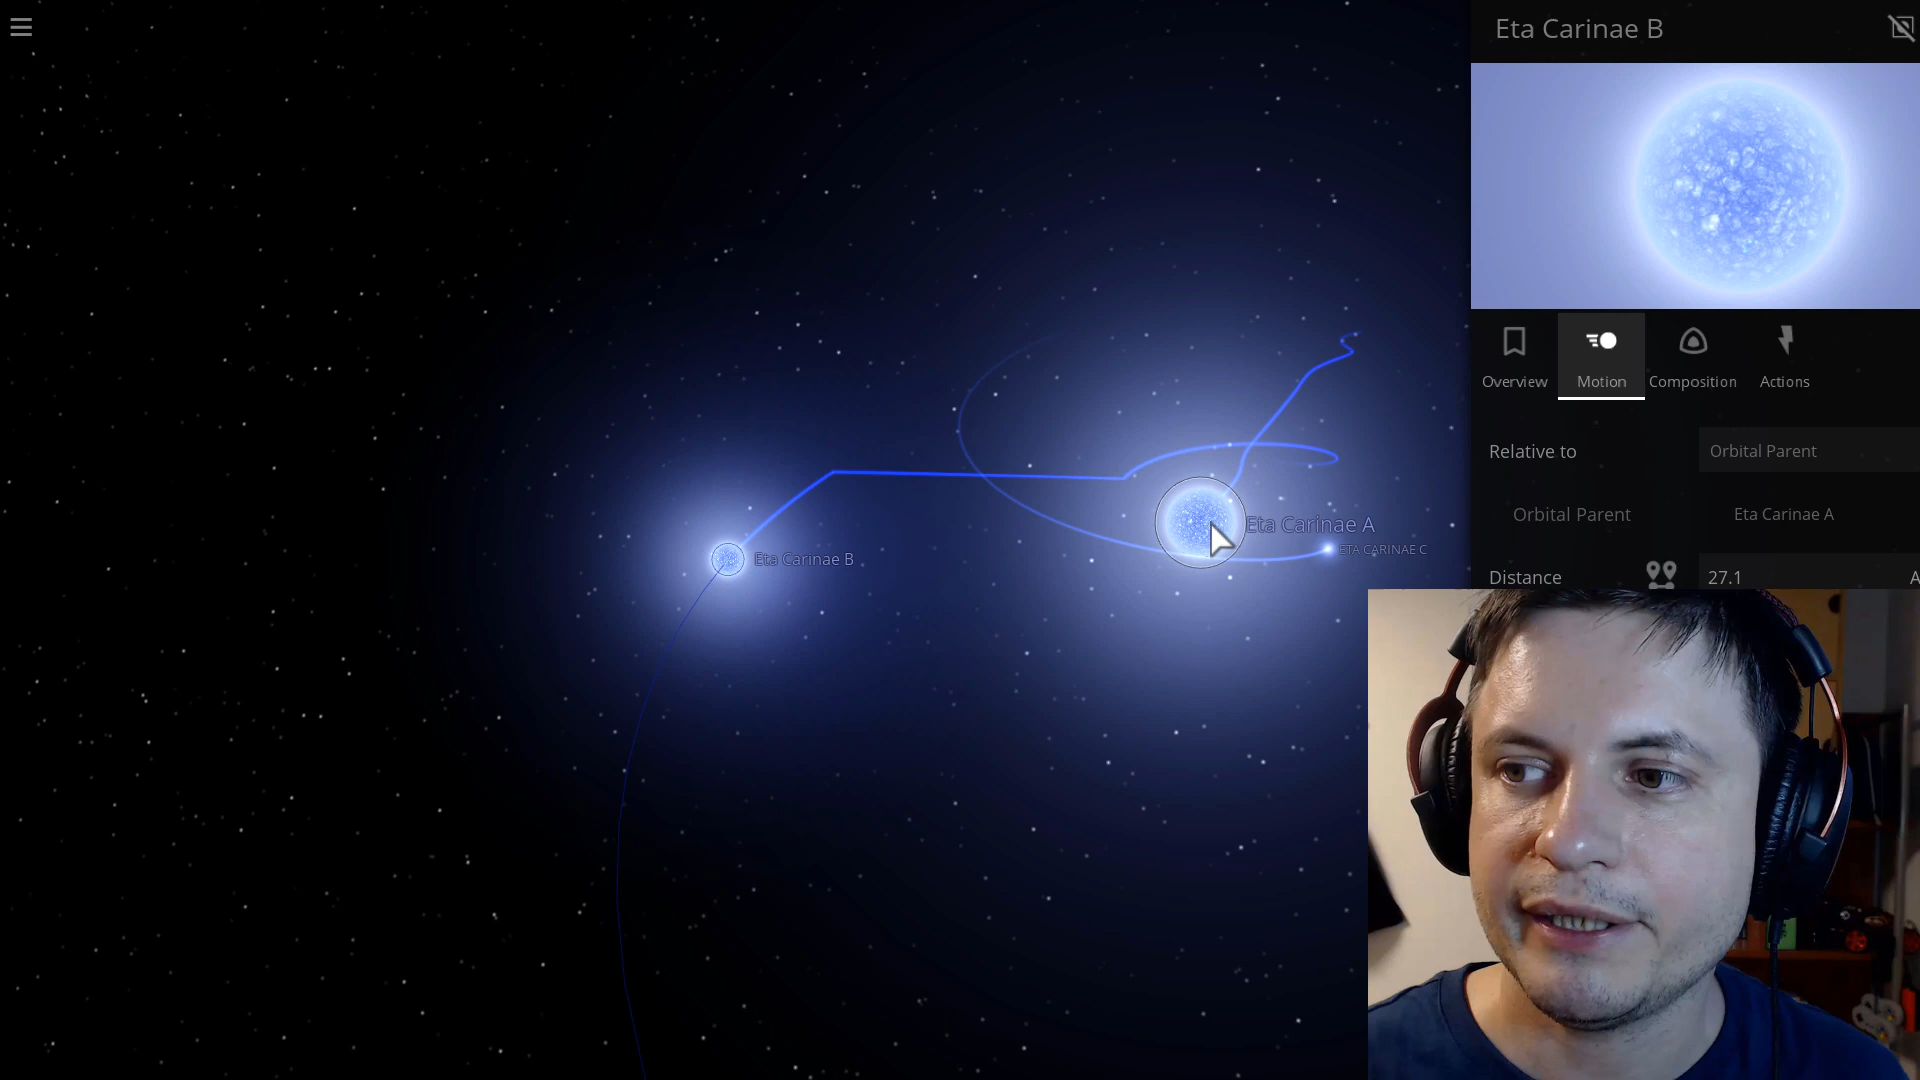 Eta Carinae B
Overview
Motion
Composition
Actions
Relative to
Orbital Parent
Orbital Parent
Eta Carinae A
Distance
27.1
A
Eta Carinae A
ETA CARINAE C
Eta Carinae B